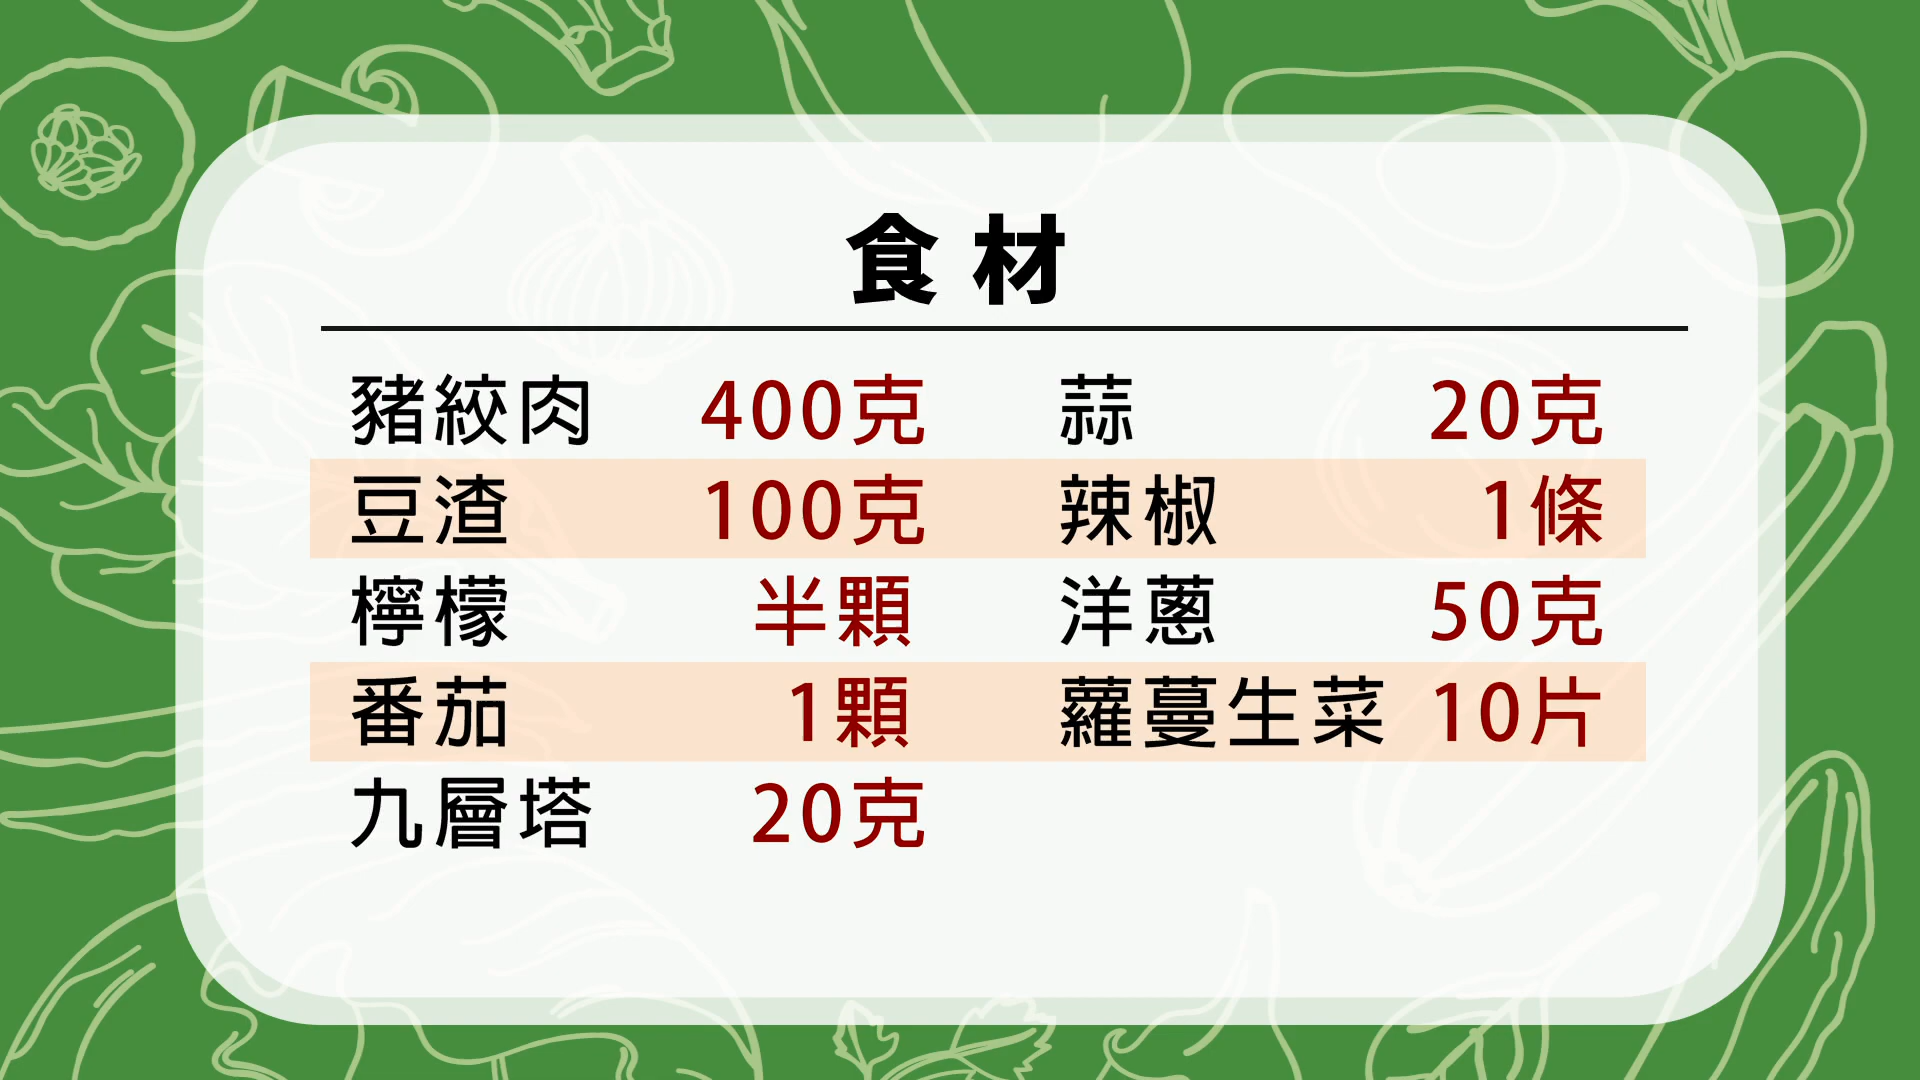 食材
豬絞肉 400克 蒜 20克
豆渣 100克 辣椒 1條
檸檬 半顆 洋蔥 50克
番茄 1顆 蘿蔓生菜 10片
九層塔 20克